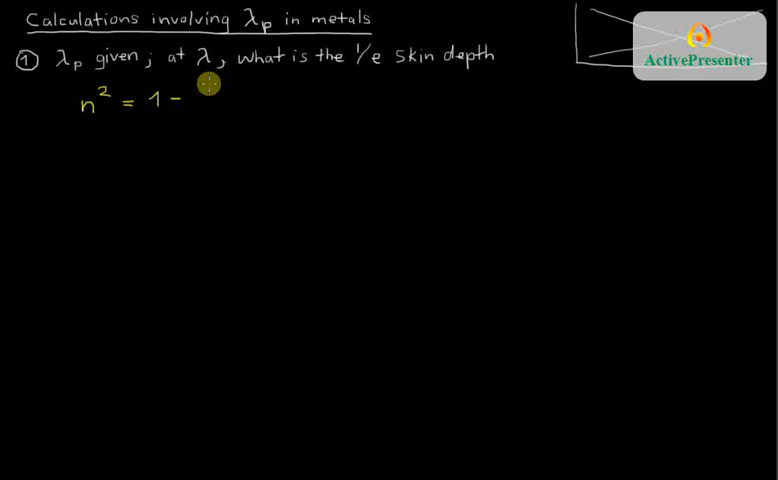 Calculations involving λp in metals
① λp given; at λ, what is the 1/e skin depth
n² = 1 −
ActivePresenter